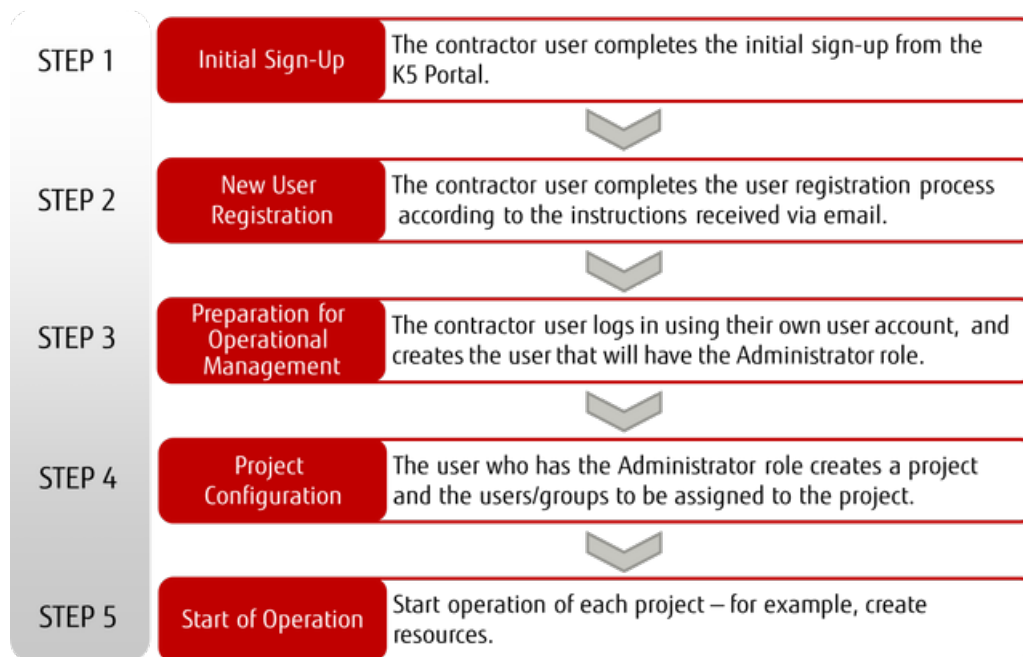 STEP 1
Initial Sign-Up
The contractor user completes the initial sign-up from the
K5 Portal.
STEP 2
New User
Registration
The contractor user completes the user registration process
according to the instructions received via email.
STEP 3
Preparation for
Operational
Management
The contractor user logs in using their own user account, and
creates the user that will have the Administrator role.
STEP 4
Project
Configuration
The user who has the Administrator role creates a project
and the users/groups to be assigned to the project.
STEP 5
Start of Operation
Start operation of each project – for example, create
resources.